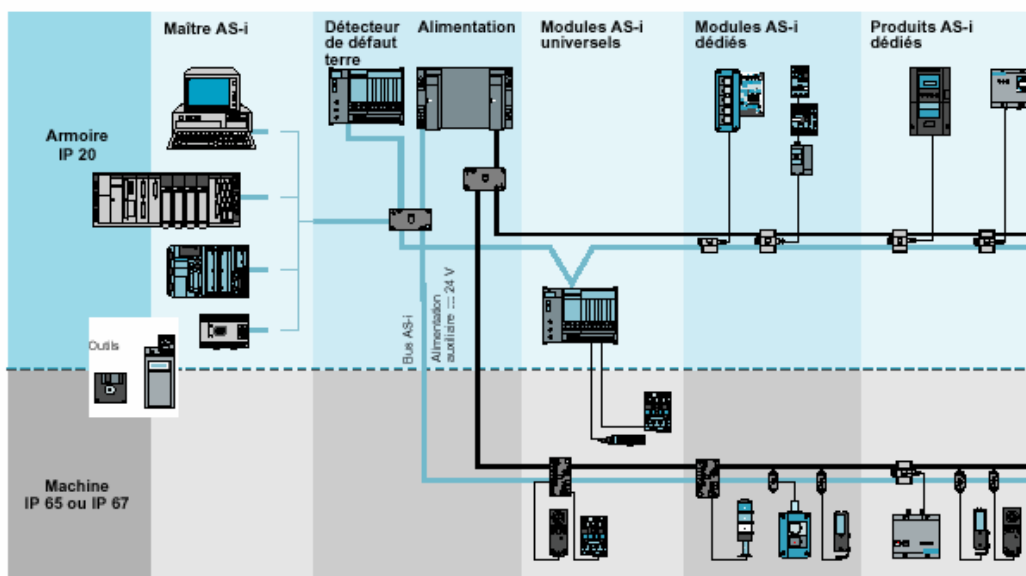 Maître AS-i
Détecteur
de défaut
terre
Alimentation
Modules AS-i
universels
Modules AS-i
dédiés
Produits AS-i
dédiés
Armoire
IP 20
Bus AS-i
Alimentation
auxiliaire ⎓ 24 V
Outils
Machine
IP 65 ou IP 67